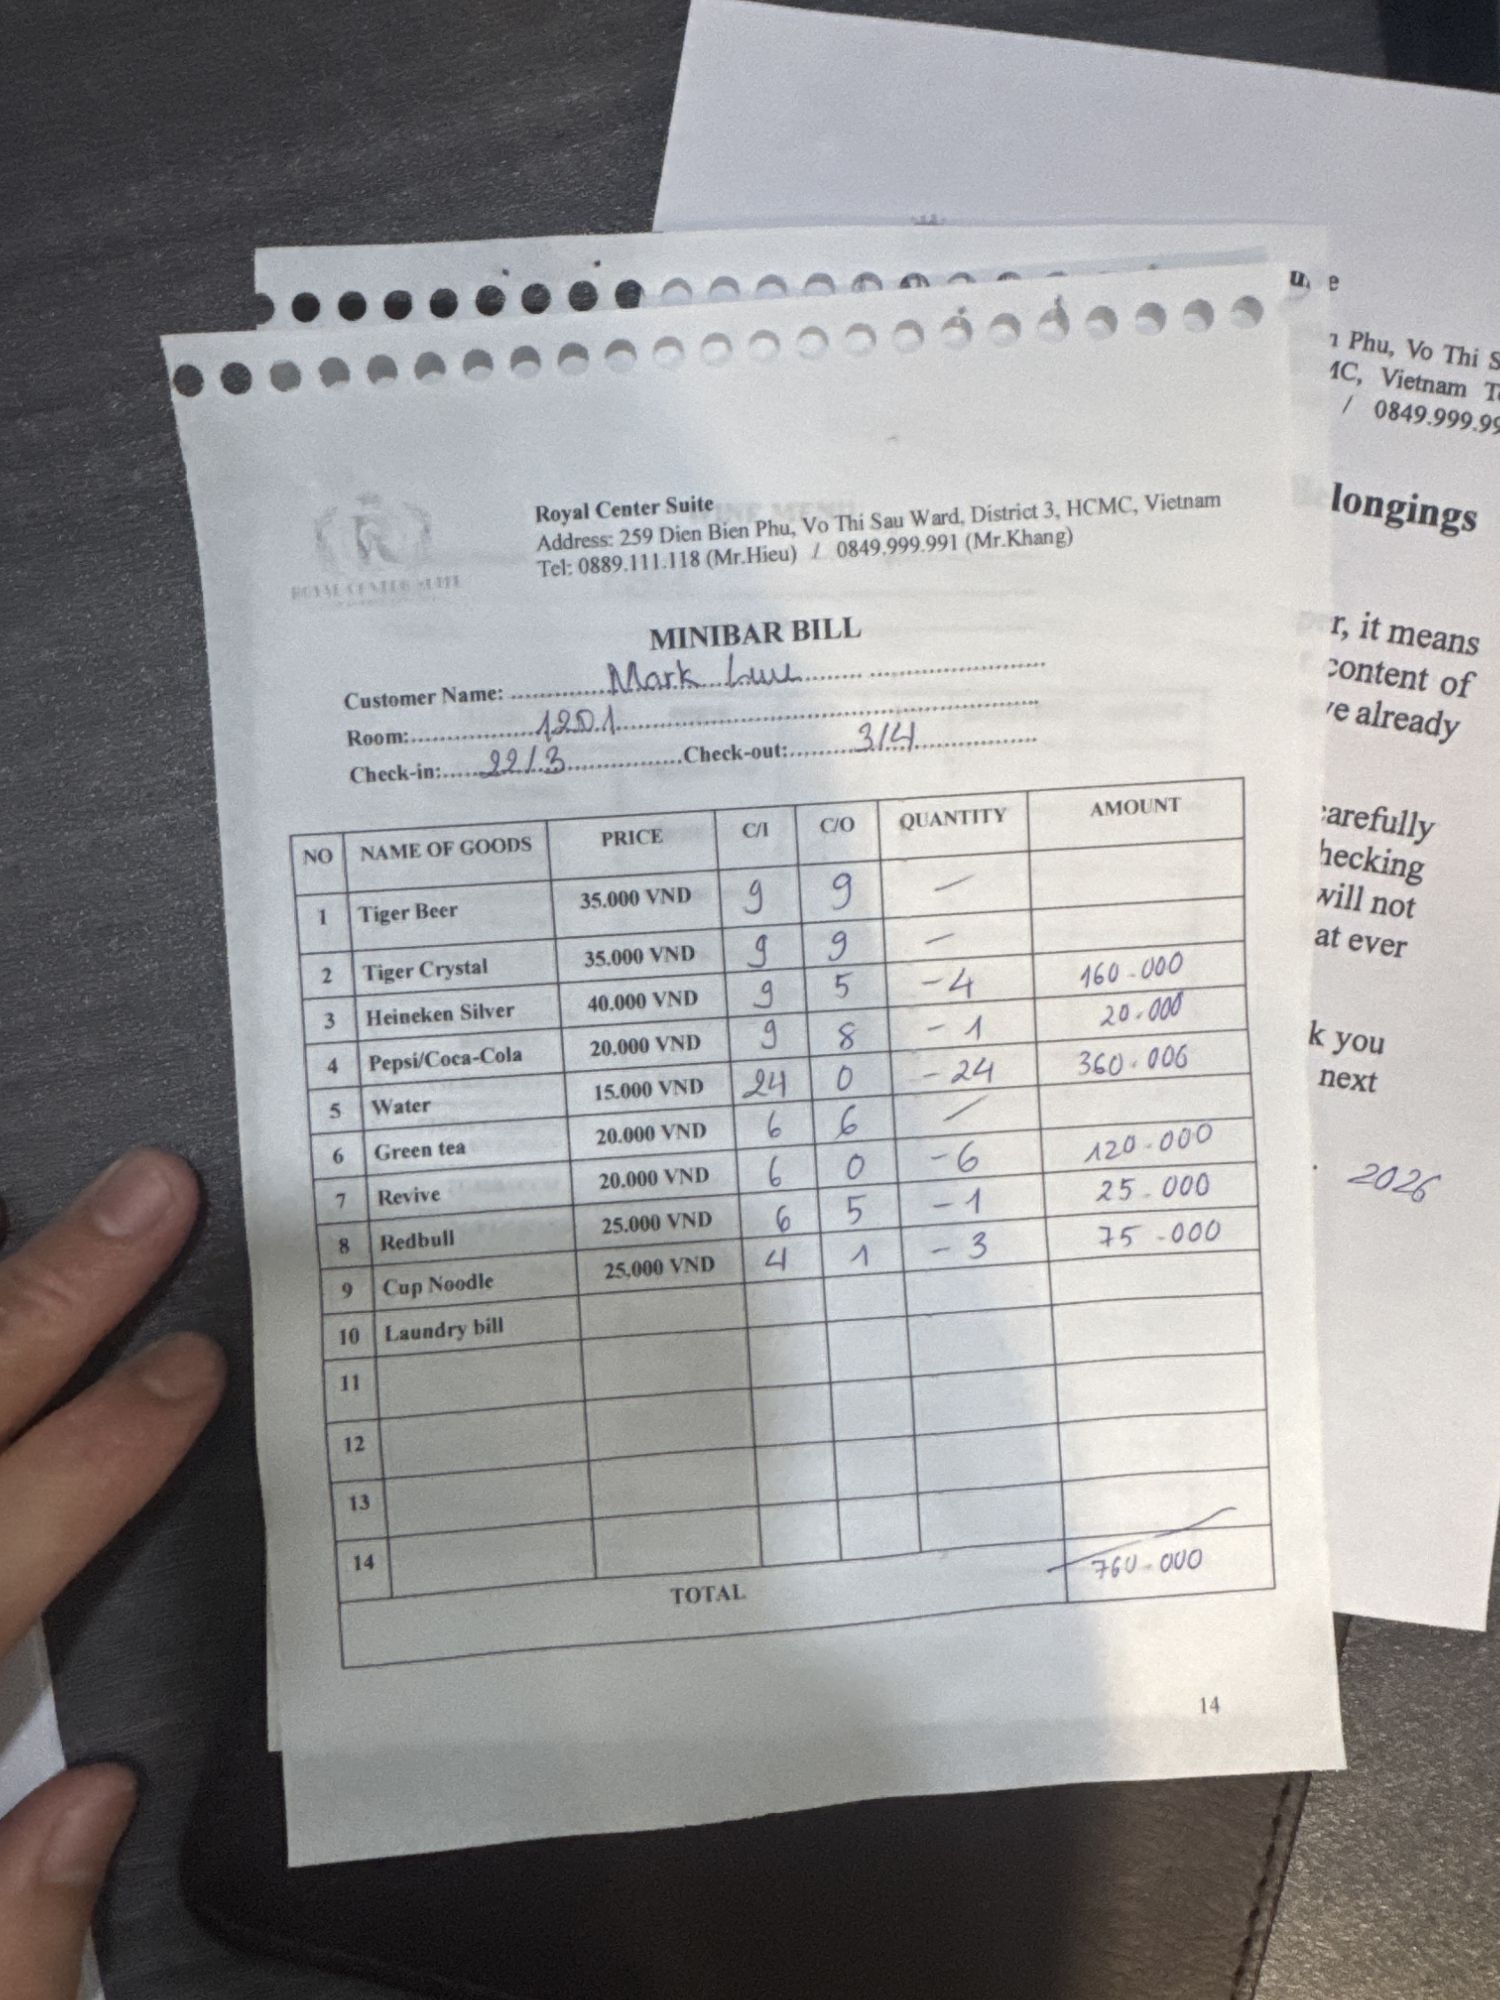 Royal Center Suite
Address: 259 Dien Bien Phu, Vo Thi Sau Ward, District 3, HCMC, Vietnam
Tel: 0889.111.118 (Mr.Hieu) / 0849.999.991 (Mr.Khang)
ROYAL CENTER SUITE
MINIBAR BILL
Customer Name: Mark
Room: 1201
Check-in: 22/3 Check-out: 3/4
NO NAME OF GOODS PRICE C/I C/O QUANTITY AMOUNT
1 Tiger Beer 35.000 VND 9 9 –
2 Tiger Crystal 35.000 VND 9 9 –
3 Heineken Silver 40.000 VND 9 5 -4 160.000
4 Pepsi/Coca-Cola 20.000 VND 9 8 -1 20.000
5 Water 15.000 VND 24 0 -24 360.000
6 Green tea 20.000 VND 6 6 –
7 Revive 20.000 VND 6 0 -6 120.000
8 Redbull 25.000 VND 6 5 -1 25.000
9 Cup Noodle 25,000 VND 4 1 -3 75.000
10 Laundry bill
11
12
13
14
TOTAL 760.000
14
Phu, Vo Thi S
MC, Vietnam T
/ 0849.999.99
longings
r, it means
content of
ve already
carefully
hecking
will not
at ever
k you
next
2026